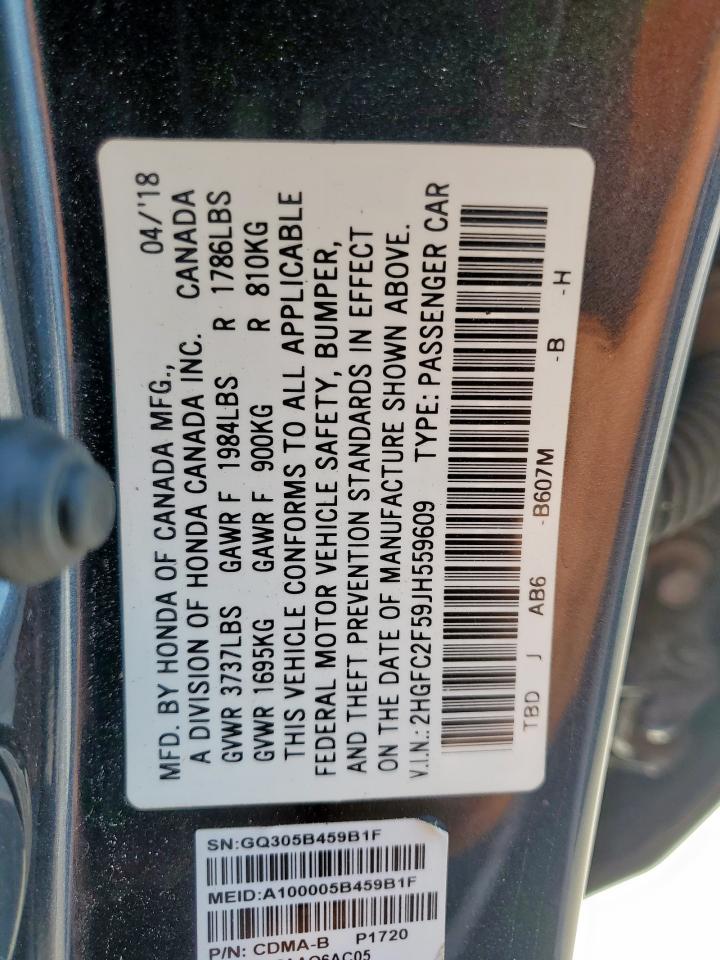 MFD. BY HONDA OF CANADA MFG., 04/'18
A DIVISION OF HONDA CANADA INC. CANADA
GVWR 3737LBS GAWR F 1984LBS R 1786LBS
GVWR 1695KG GAWR F 900KG R 810KG
THIS VEHICLE CONFORMS TO ALL APPLICABLE
FEDERAL MOTOR VEHICLE SAFETY, BUMPER,
AND THEFT PREVENTION STANDARDS IN EFFECT
ON THE DATE OF MANUFACTURE SHOWN ABOVE.
V.I.N.: 2HGFC2F59JH559609 TYPE: PASSENGER CAR
TBD J AB6 -B607M -B -H
SN:GQ305B459B1F
MEID:A100005B459B1F
P/N: CDMA-B P1720